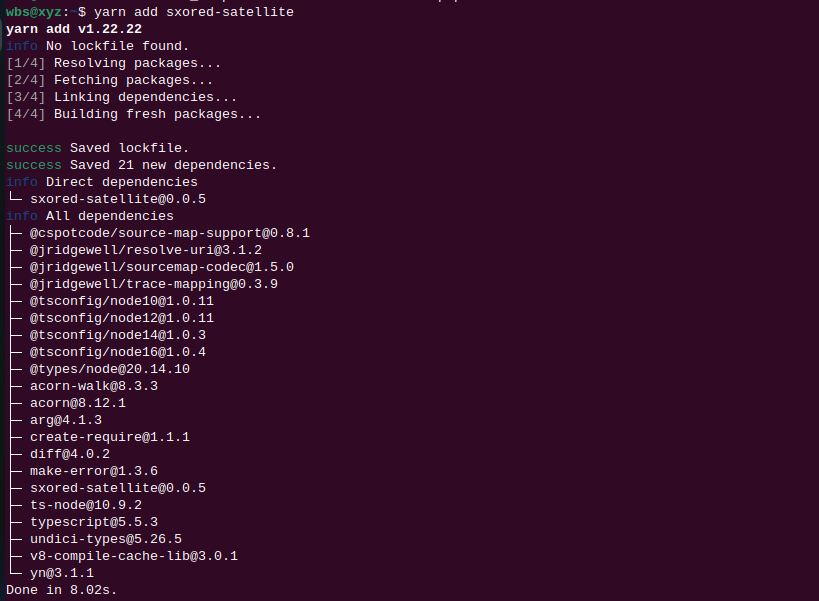 wbs@xyz:~$ yarn add sxored-satellite
yarn add v1.22.22
info No lockfile found.
[1/4] Resolving packages...
[2/4] Fetching packages...
[3/4] Linking dependencies...
[4/4] Building fresh packages...
success Saved lockfile.
success Saved 21 new dependencies.
info Direct dependencies
└─ sxored-satellite@0.0.5
info All dependencies
├─ @cspotcode/source-map-support@0.8.1
├─ @jridgewell/resolve-uri@3.1.2
├─ @jridgewell/sourcemap-codec@1.5.0
├─ @jridgewell/trace-mapping@0.3.9
├─ @tsconfig/node10@1.0.11
├─ @tsconfig/node12@1.0.11
├─ @tsconfig/node14@1.0.3
├─ @tsconfig/node16@1.0.4
├─ @types/node@20.14.10
├─ acorn-walk@8.3.3
├─ acorn@8.12.1
├─ arg@4.1.3
├─ create-require@1.1.1
├─ diff@4.0.2
├─ make-error@1.3.6
├─ sxored-satellite@0.0.5
├─ ts-node@10.9.2
├─ typescript@5.5.3
├─ undici-types@5.26.5
├─ v8-compile-cache-lib@3.0.1
└─ yn@3.1.1
Done in 8.02s.